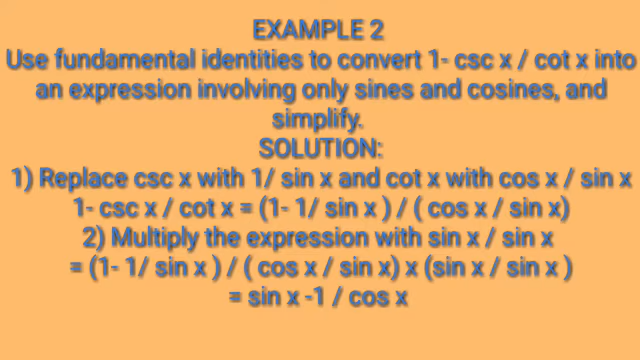 EXAMPLE 2
Use fundamental identities to convert 1- csc x / cot x into
an expression involving only sines and cosines, and
simplify.
SOLUTION:
1) Replace csc x with 1/ sin x and cot x with cos x / sin x
1- csc x / cot x = (1- 1/ sin x ) / ( cos x / sin x)
2) Multiply the expression with sin x / sin x
= (1- 1/ sin x ) / ( cos x / sin x) x (sin x / sin x )
= sin x -1 / cos x